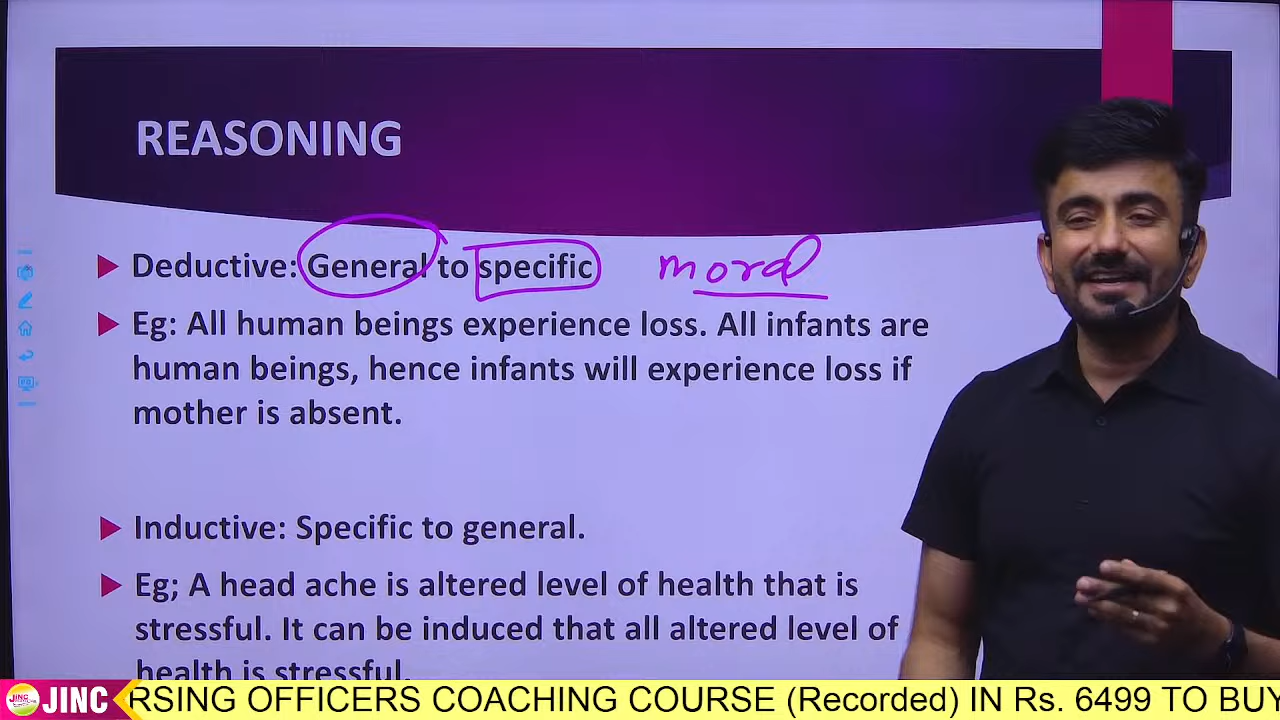 REASONING
Deductive: General to specific moral
Eg: All human beings experience loss. All infants are
human beings, hence infants will experience loss if
mother is absent.
Inductive: Specific to general.
Eg; A head ache is altered level of health that is
stressful. It can be induced that all altered level of
health is stressful.
JINC RSING OFFICERS COACHING COURSE (Recorded) IN Rs. 6499 TO BUY